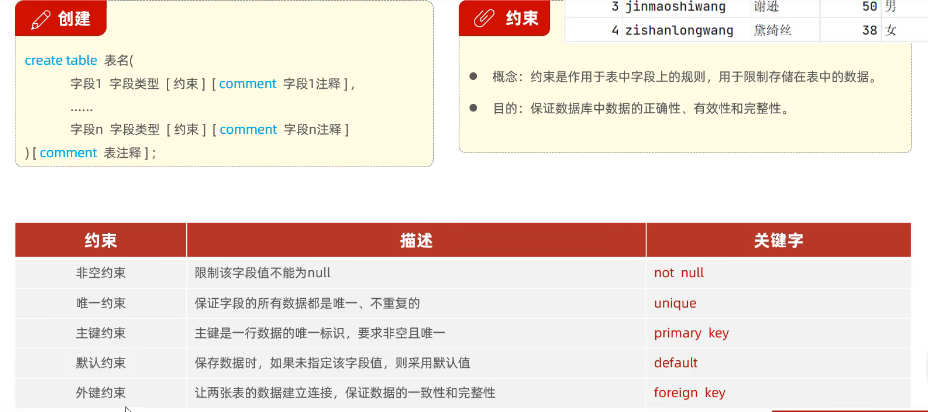 创建
create table 表名(
字段1 字段类型 [ 约束 ] [ comment 字段1注释 ] ,
......
字段n 字段类型 [ 约束 ] [ comment 字段n注释 ]
) [ comment 表注释 ] ;
约束
3 jinmaoshiwang 谢逊 50 男
4 zishanlongwang 黛绮丝 38 女
● 概念：约束是作用于表中字段上的规则，用于限制存储在表中的数据。
● 目的：保证数据库中数据的正确性、有效性和完整性。
约束 描述 关键字
非空约束 限制该字段值不能为null not null
唯一约束 保证字段的所有数据都是唯一、不重复的 unique
主键约束 主键是一行数据的唯一标识，要求非空且唯一 primary key
默认约束 保存数据时，如果未指定该字段值，则采用默认值 default
外键约束 让两张表的数据建立连接，保证数据的一致性和完整性 foreign key